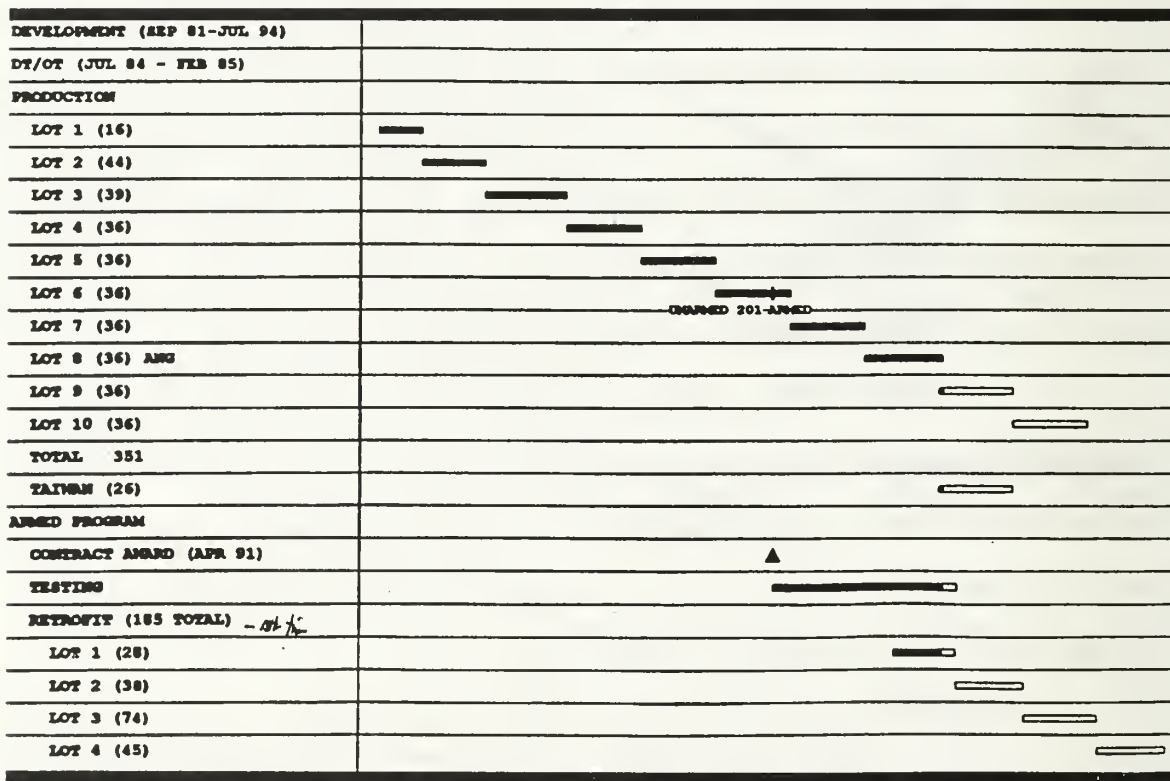 DEVELOPMENT (SEP 81-JUL 94)
DT/OT (JUL 84 - FEB 85)
PRODUCTION
LOT 1 (16)
LOT 2 (44)
LOT 3 (39)
LOT 4 (36)
LOT 5 (36)
LOT 6 (36)
UNARMED 201-ARMED
LOT 7 (36)
LOT 8 (36) ANG
LOT 9 (36)
LOT 10 (36)
TOTAL 351
TAIWAN (26)
ARMED PROGRAM
CONTRACT AWARD (APR 91)
TESTING
RETROFIT (185 TOTAL)
LOT 1 (28)
LOT 2 (38)
LOT 3 (74)
LOT 4 (45)